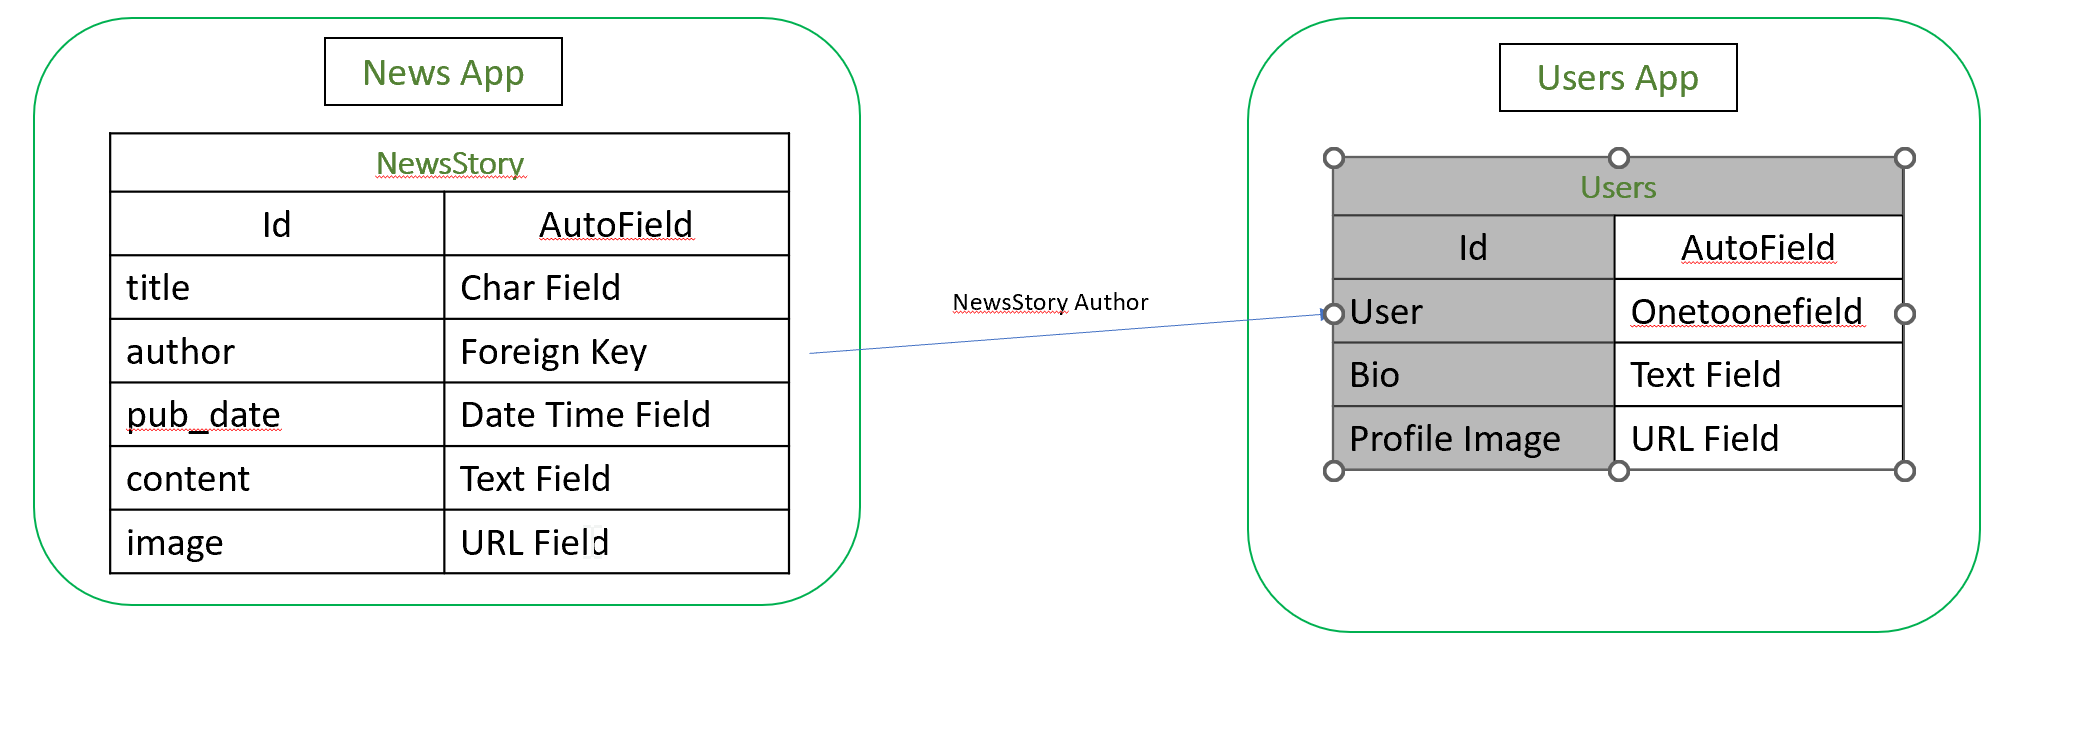 News App
NewsStory
Id AutoField
title Char Field
author Foreign Key
pub_date Date Time Field
content Text Field
image URL Field
NewsStory Author
Users App
Users
Id AutoField
User Onetoonefield
Bio Text Field
Profile Image URL Field